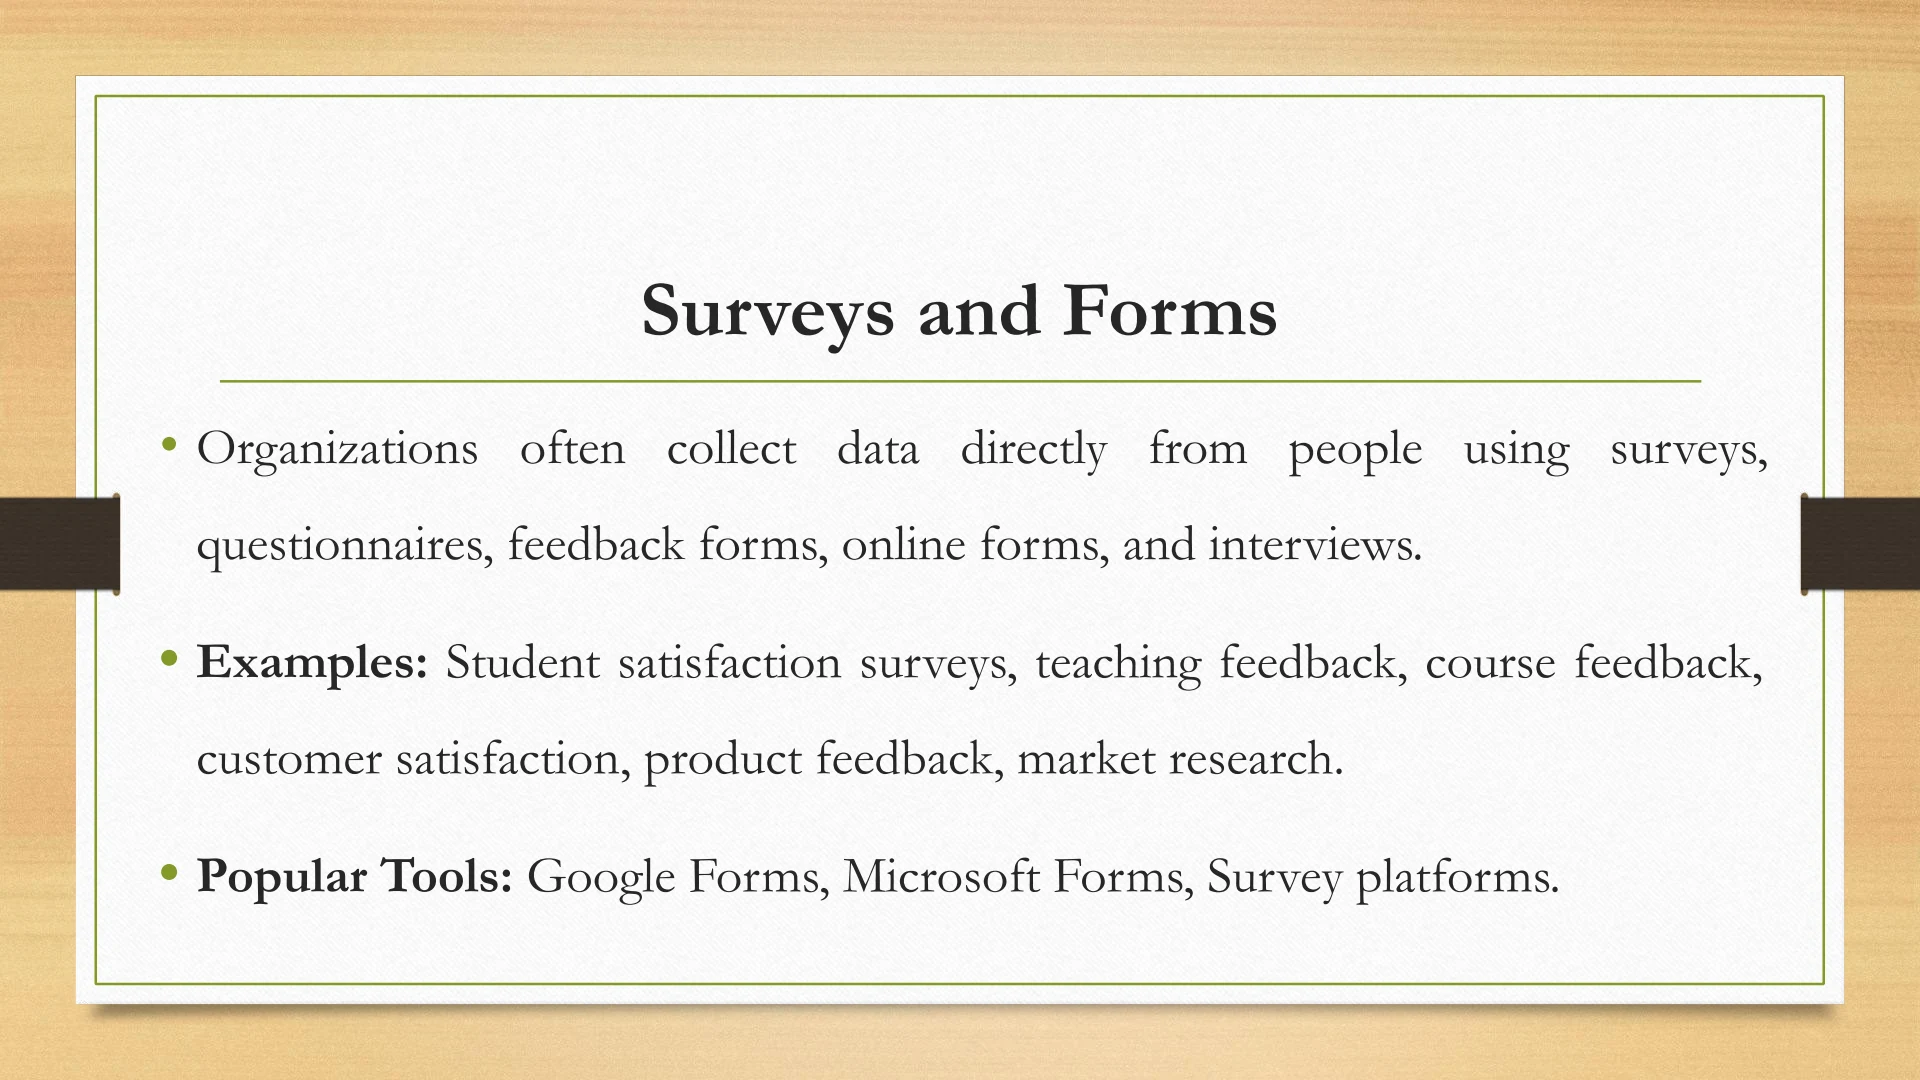 Surveys and Forms
• Organizations often collect data directly from people using surveys,
questionnaires, feedback forms, online forms, and interviews.
• Examples: Student satisfaction surveys, teaching feedback, course feedback,
customer satisfaction, product feedback, market research.
• Popular Tools: Google Forms, Microsoft Forms, Survey platforms.